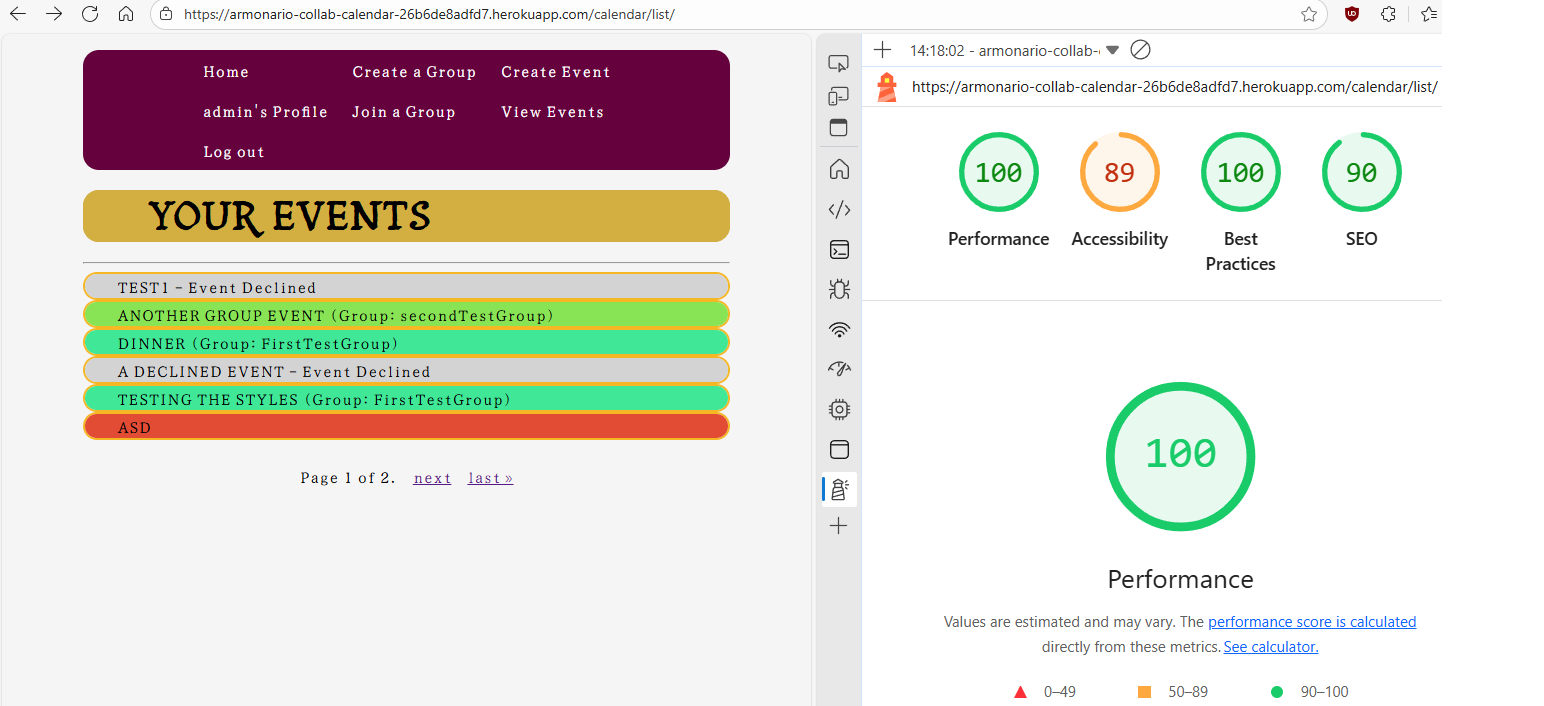 https://armonario-collab-calendar-26b6de8adfd7.herokuapp.com/calendar/list/
Home
Create a Group
Create Event
admin's Profile
Join a Group
View Events
Log out
YOUR EVENTS
TEST1 - Event Declined
ANOTHER GROUP EVENT (Group: secondTestGroup)
DINNER (Group: FirstTestGroup)
A DECLINED EVENT - Event Declined
TESTING THE STYLES (Group: FirstTestGroup)
ASD
Page 1 of 2. next last »
14:18:02 - armonario-collab-
https://armonario-collab-calendar-26b6de8adfd7.herokuapp.com/calendar/list/
100
89
100
90
Performance
Accessibility
Best
Practices
SEO
100
Performance
Values are estimated and may vary. The performance score is calculated
directly from these metrics. See calculator.
0–49
50–89
90–100